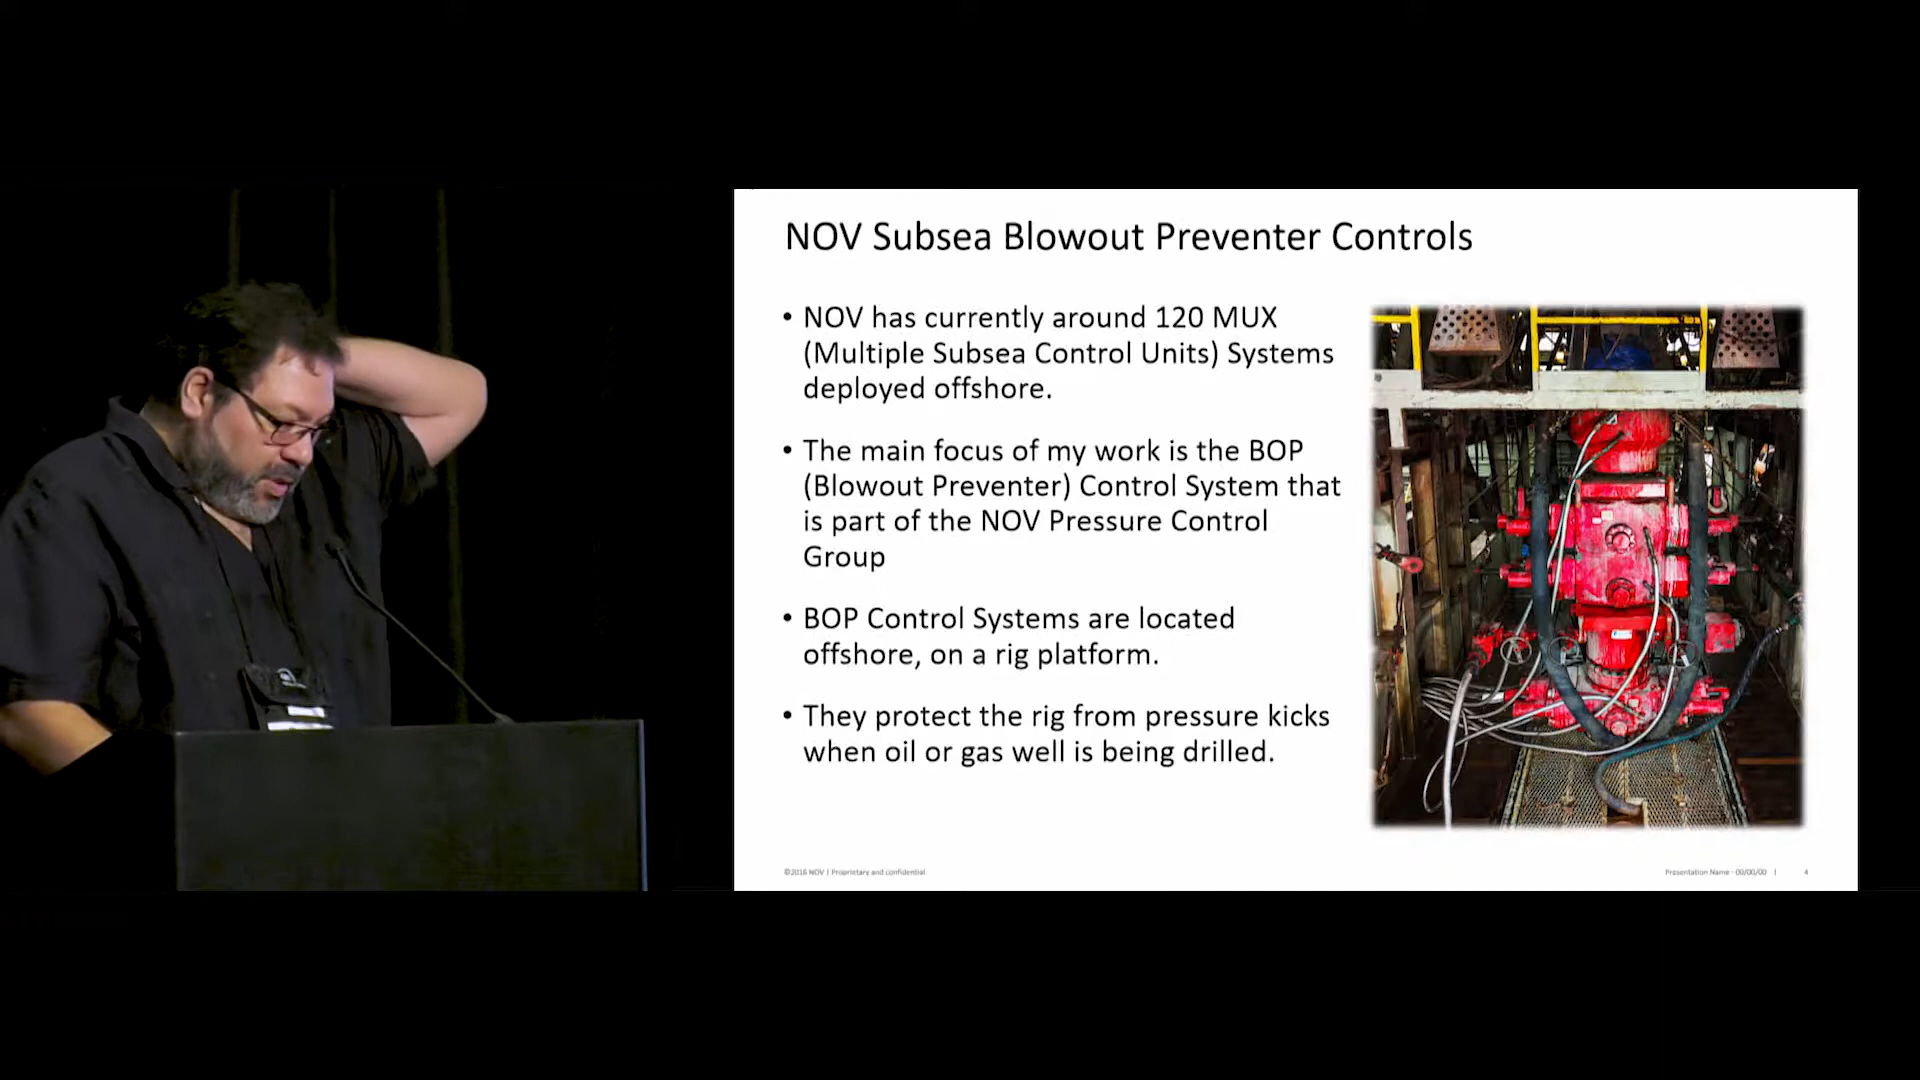 NOV Subsea Blowout Preventer Controls
• NOV has currently around 120 MUX
(Multiple Subsea Control Units) Systems
deployed offshore.
• The main focus of my work is the BOP
(Blowout Preventer) Control System that
is part of the NOV Pressure Control
Group
• BOP Control Systems are located
offshore, on a rig platform.
• They protect the rig from pressure kicks
when oil or gas well is being drilled.
©2016 NOV | Proprietary and confidential.
Presentation Name - 00/00/00 | 4